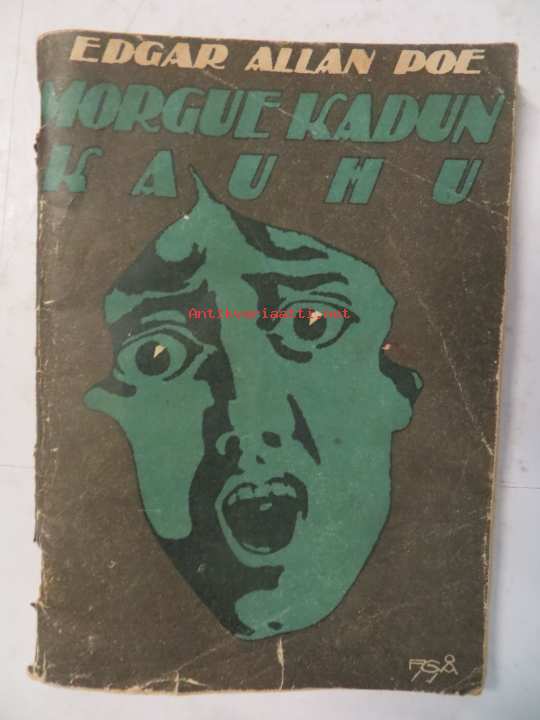 EDGAR ALLAN POE
MORGUE KADUN
KAUHU
Antikvariaatti.net